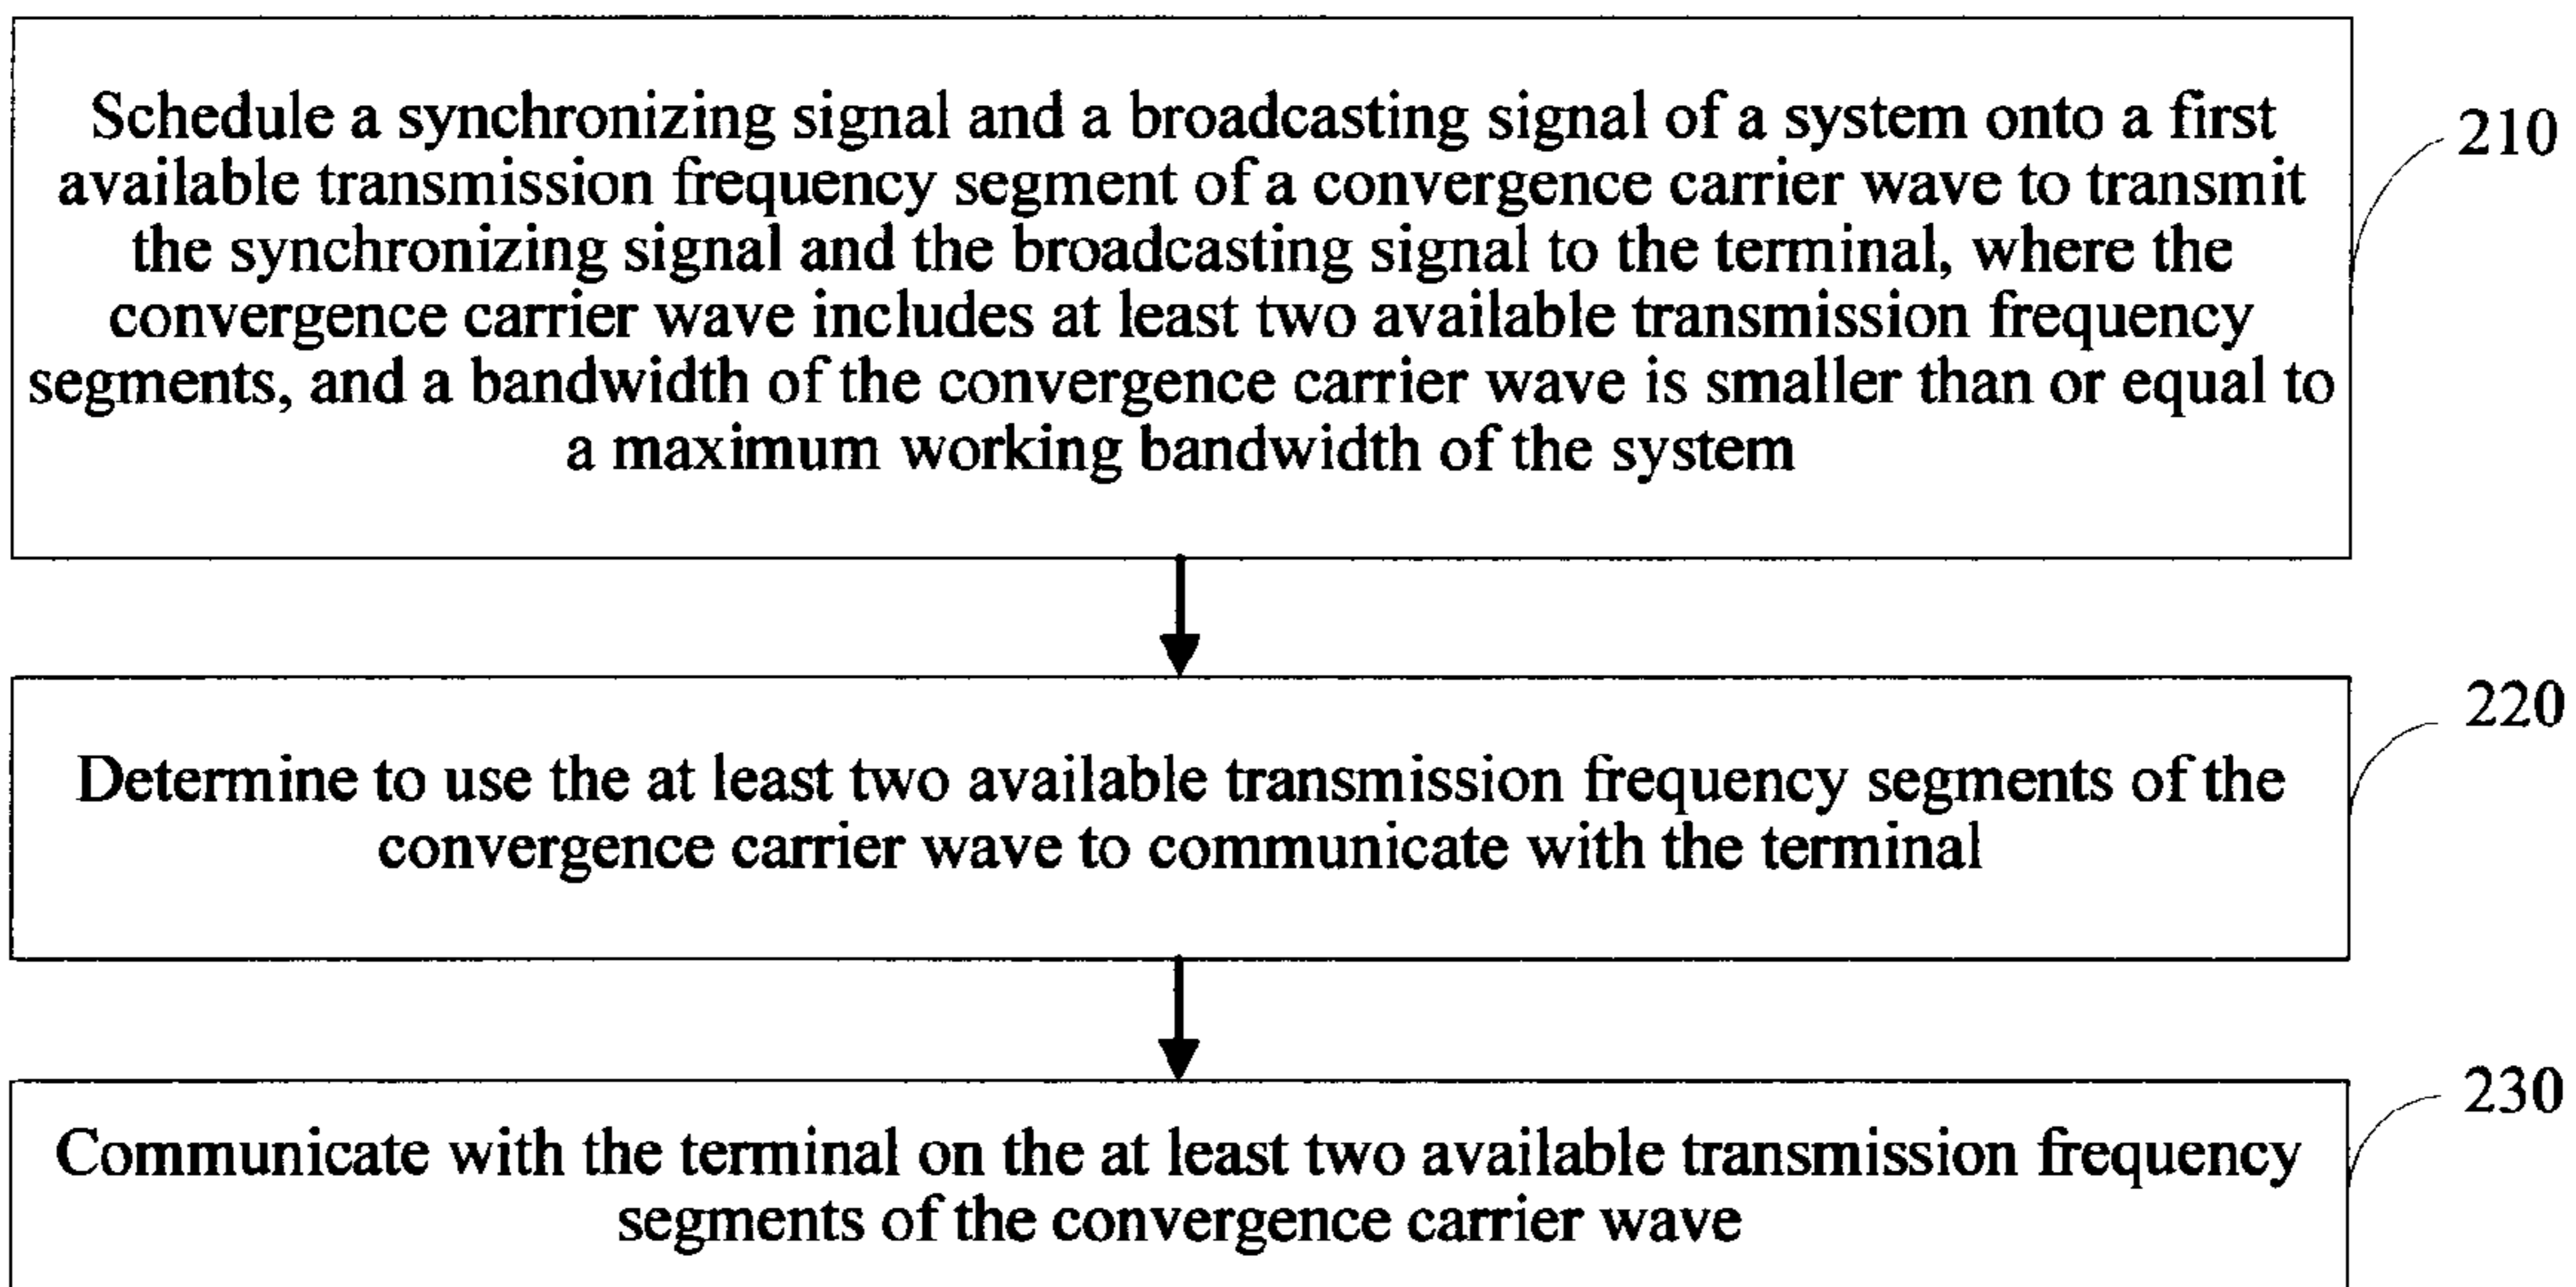 Schedule a synchronizing signal and a broadcasting signal of a system onto a first
available transmission frequency segment of a convergence carrier wave to transmit
the synchronizing signal and the broadcasting signal to the terminal, where the
convergence carrier wave includes at least two available transmission frequency
segments, and a bandwidth of the convergence carrier wave is smaller than or equal to
a maximum working bandwidth of the system
210
Determine to use the at least two available transmission frequency segments of the
convergence carrier wave to communicate with the terminal
220
Communicate with the terminal on the at least two available transmission frequency
segments of the convergence carrier wave
230